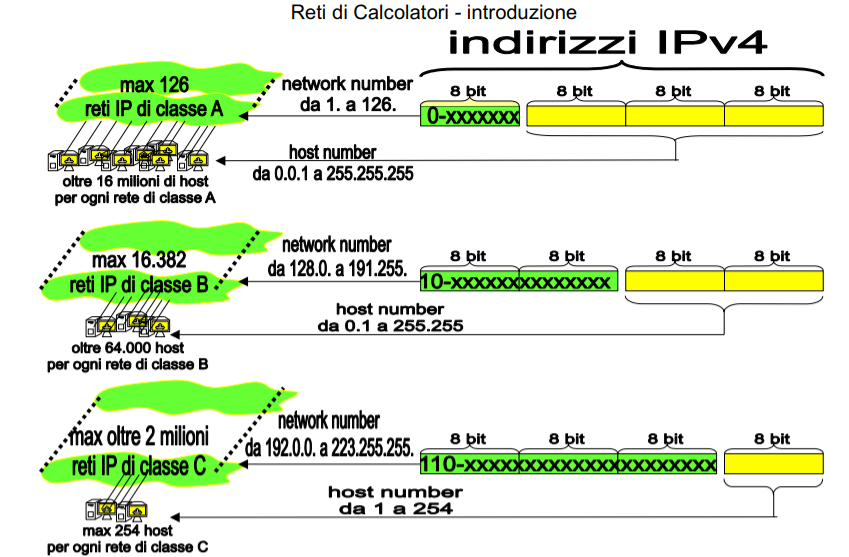 Reti di Calcolatori - introduzione
indirizzi IPv4
max 126
reti IP di classe A
network number
da 1. a 126.
8 bit 8 bit 8 bit 8 bit
0-xxxxxxx
host number
da 0.0.1 a 255.255.255
oltre 16 milioni di host
per ogni rete di classe A
max 16.382
reti IP di classe B
network number
da 128.0. a 191.255.
8 bit 8 bit 8 bit 8 bit
10-xxxxxxxxxxxxxx
host number
da 0.1 a 255.255
oltre 64.000 host
per ogni rete di classe B
max oltre 2 milioni
reti IP di classe C
network number
da 192.0.0. a 223.255.255.
8 bit 8 bit 8 bit 8 bit
110-xxxxxxxxxxxxxxxxxxxxx
host number
da 1 a 254
max 254 host
per ogni rete di classe C